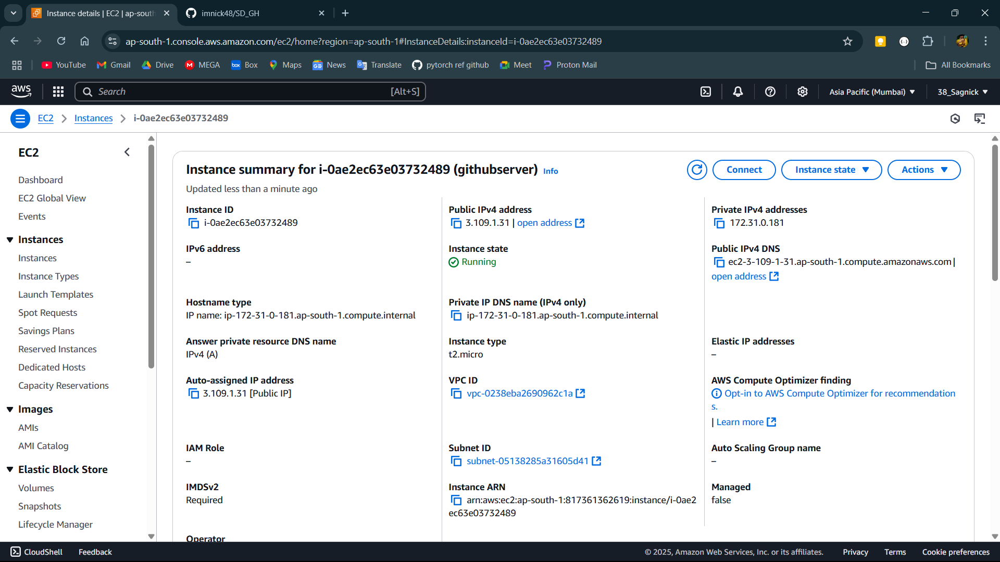 Instance details | EC2 | ap-south
imnick48/SD_GH
ap-south-1.console.aws.amazon.com/ec2/home?region=ap-south-1#InstanceDetails:instanceId=i-0ae2ec63e03732489
YouTube
Gmail
Drive
MEGA
box
Box
Maps
News
Translate
pytorch ref github
Meet
Proton Mail
All Bookmarks
aws
Search
[Alt+S]
Asia Pacific (Mumbai)
38_Sagnick
EC2
Instances
i-0ae2ec63e03732489
EC2
Dashboard
EC2 Global View
Events
Instances
Instances
Instance Types
Launch Templates
Spot Requests
Savings Plans
Reserved Instances
Dedicated Hosts
Capacity Reservations
Images
AMIs
AMI Catalog
Elastic Block Store
Volumes
Snapshots
Lifecycle Manager
Instance summary for i-0ae2ec63e03732489 (githubserver) Info
Updated less than a minute ago
Connect
Instance state
Actions
Instance ID
i-0ae2ec63e03732489
Public IPv4 address
3.109.1.31 | open address
Private IPv4 addresses
172.31.0.181
IPv6 address
–
Instance state
Running
Public IPv4 DNS
ec2-3-109-1-31.ap-south-1.compute.amazonaws.com |
open address
Hostname type
IP name: ip-172-31-0-181.ap-south-1.compute.internal
Private IP DNS name (IPv4 only)
ip-172-31-0-181.ap-south-1.compute.internal
Answer private resource DNS name
IPv4 (A)
Instance type
t2.micro
Elastic IP addresses
–
Auto-assigned IP address
3.109.1.31 [Public IP]
VPC ID
vpc-0238eba2690962c1a
AWS Compute Optimizer finding
Opt-in to AWS Compute Optimizer for recommendation
s.
| Learn more
IAM Role
–
Subnet ID
subnet-05138285a31605d41
Auto Scaling Group name
–
IMDSv2
Required
Instance ARN
arn:aws:ec2:ap-south-1:817361362619:instance/i-0ae2
ec63e03732489
Managed
false
Operator
CloudShell
Feedback
© 2025, Amazon Web Services, Inc. or its affiliates.
Privacy
Terms
Cookie preferences